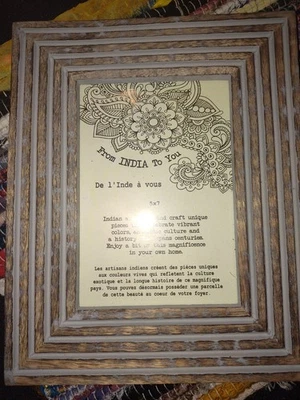 From INDIA To You
De l'Inde à vous
5x7
Indian craft unique
vibrant
colors culture and
a history centuries.
Enjoy a magnificence
in your own home.
Les artisans indiens créent des pièces uniques
aux couleurs vives qui reflètent la culture
exotique et la longue histoire de ce magnifique
pays. Vous pouvez désormais posséder une parcelle
de cette beauté au coeur de votre foyer.